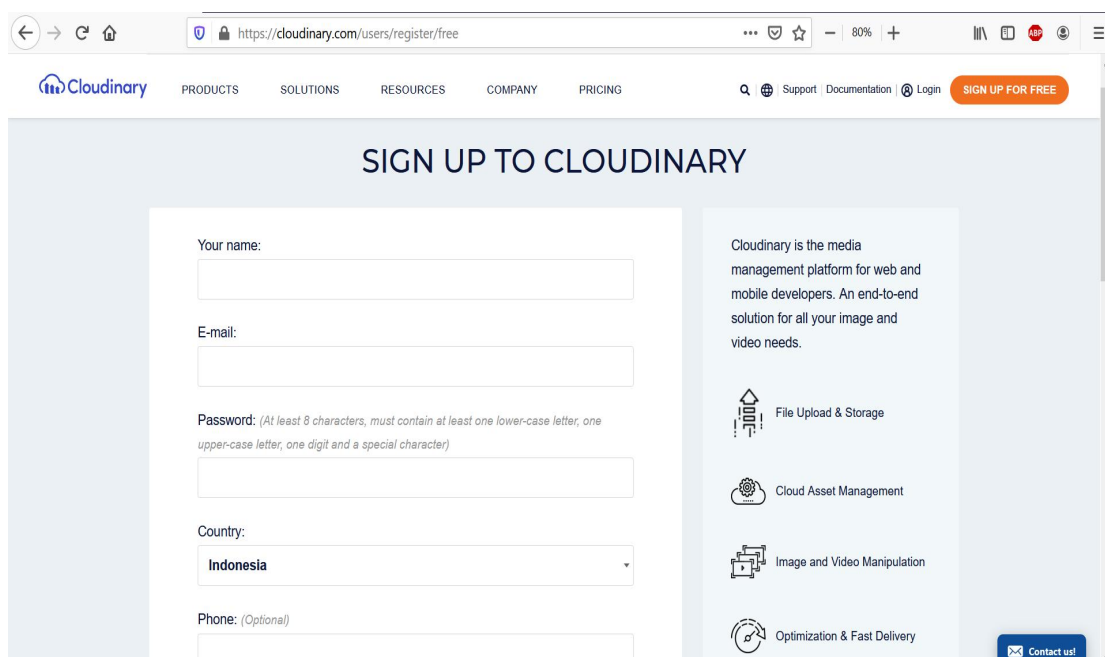 https://cloudinary.com/users/register/free
80%
ABP
Cloudinary
PRODUCTS
SOLUTIONS
RESOURCES
COMPANY
PRICING
Support
Documentation
Login
SIGN UP FOR FREE
SIGN UP TO CLOUDINARY
Your name:
E-mail:
Password: (At least 8 characters, must contain at least one lower-case letter, one
upper-case letter, one digit and a special character)
Country:
Indonesia
Phone: (Optional)
Cloudinary is the media
management platform for web and
mobile developers. An end-to-end
solution for all your image and
video needs.
File Upload & Storage
Cloud Asset Management
Image and Video Manipulation
Optimization & Fast Delivery
Contact us!